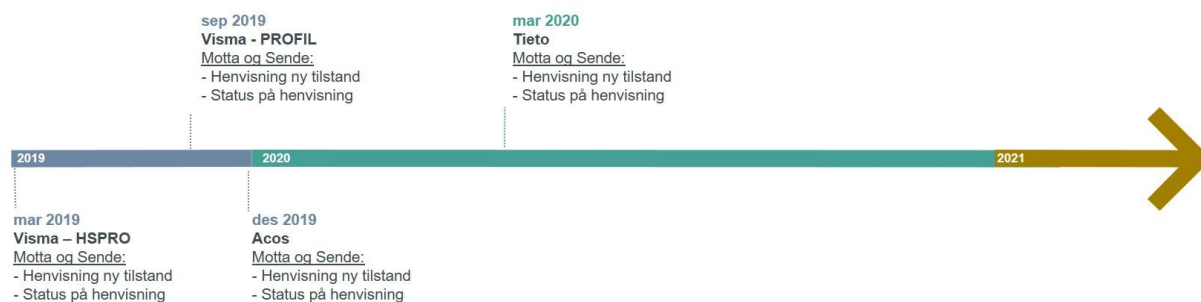 sep 2019
Visma - PROFIL
Motta og Sende:
- Henvisning ny tilstand
- Status på henvisning
mar 2020
Tieto
Motta og Sende:
- Henvisning ny tilstand
- Status på henvisning
2019
2020
2021
mar 2019
Visma – HSPRO
Motta og Sende:
- Henvisning ny tilstand
- Status på henvisning
des 2019
Acos
Motta og Sende:
- Henvisning ny tilstand
- Status på henvisning